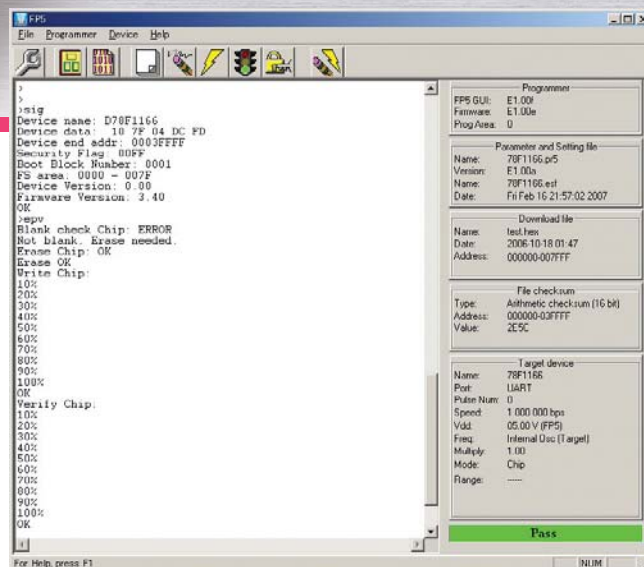 FP5
File Programmer Device Help
>
>
>sig
Device name: D78F1166
Device data: 10 7F 04 DC FD
Device end addr: 0003FFFF
Security Flag: 00FF
Boot Block Number: 0001
FS area: 0000 - 007F
Device Version: 0.00
Firmware Version: 3.40
OK
>epv
Blank check Chip: ERROR
Not blank. Erase needed.
Erase Chip: OK
Erase OK
Write Chip:
10%
20%
30%
40%
50%
60%
70%
80%
90%
100%
OK
Verify Chip:
10%
20%
30%
40%
50%
60%
70%
80%
90%
100%
OK
Programmer
FP5 GUI: E1.00f
Firmware: E1.00e
Prog Area: 0
Parameter and Setting file
Name: 78F1166.pr5
Version: E1.00a
Name: 78F1166.esf
Date: Fri Feb 16 21:57:02 2007
Download file
Name: test.hex
Date: 2006-10-18 01:47
Address: 000000-007FFF
File checksum
Type: Arithmetic checksum (16 bit)
Address: 000000-03FFFF
Value: 2E5C
Target device
Name: 78F1166
Port: UART
Pulse Num: 0
Speed: 1 000 000 bps
Vdd: 05.00 V (FP5)
Freq: Internal Osc (Target)
Multiply: 1.00
Mode: Chip
Range: -----
Pass
For Help, press F1
NUM